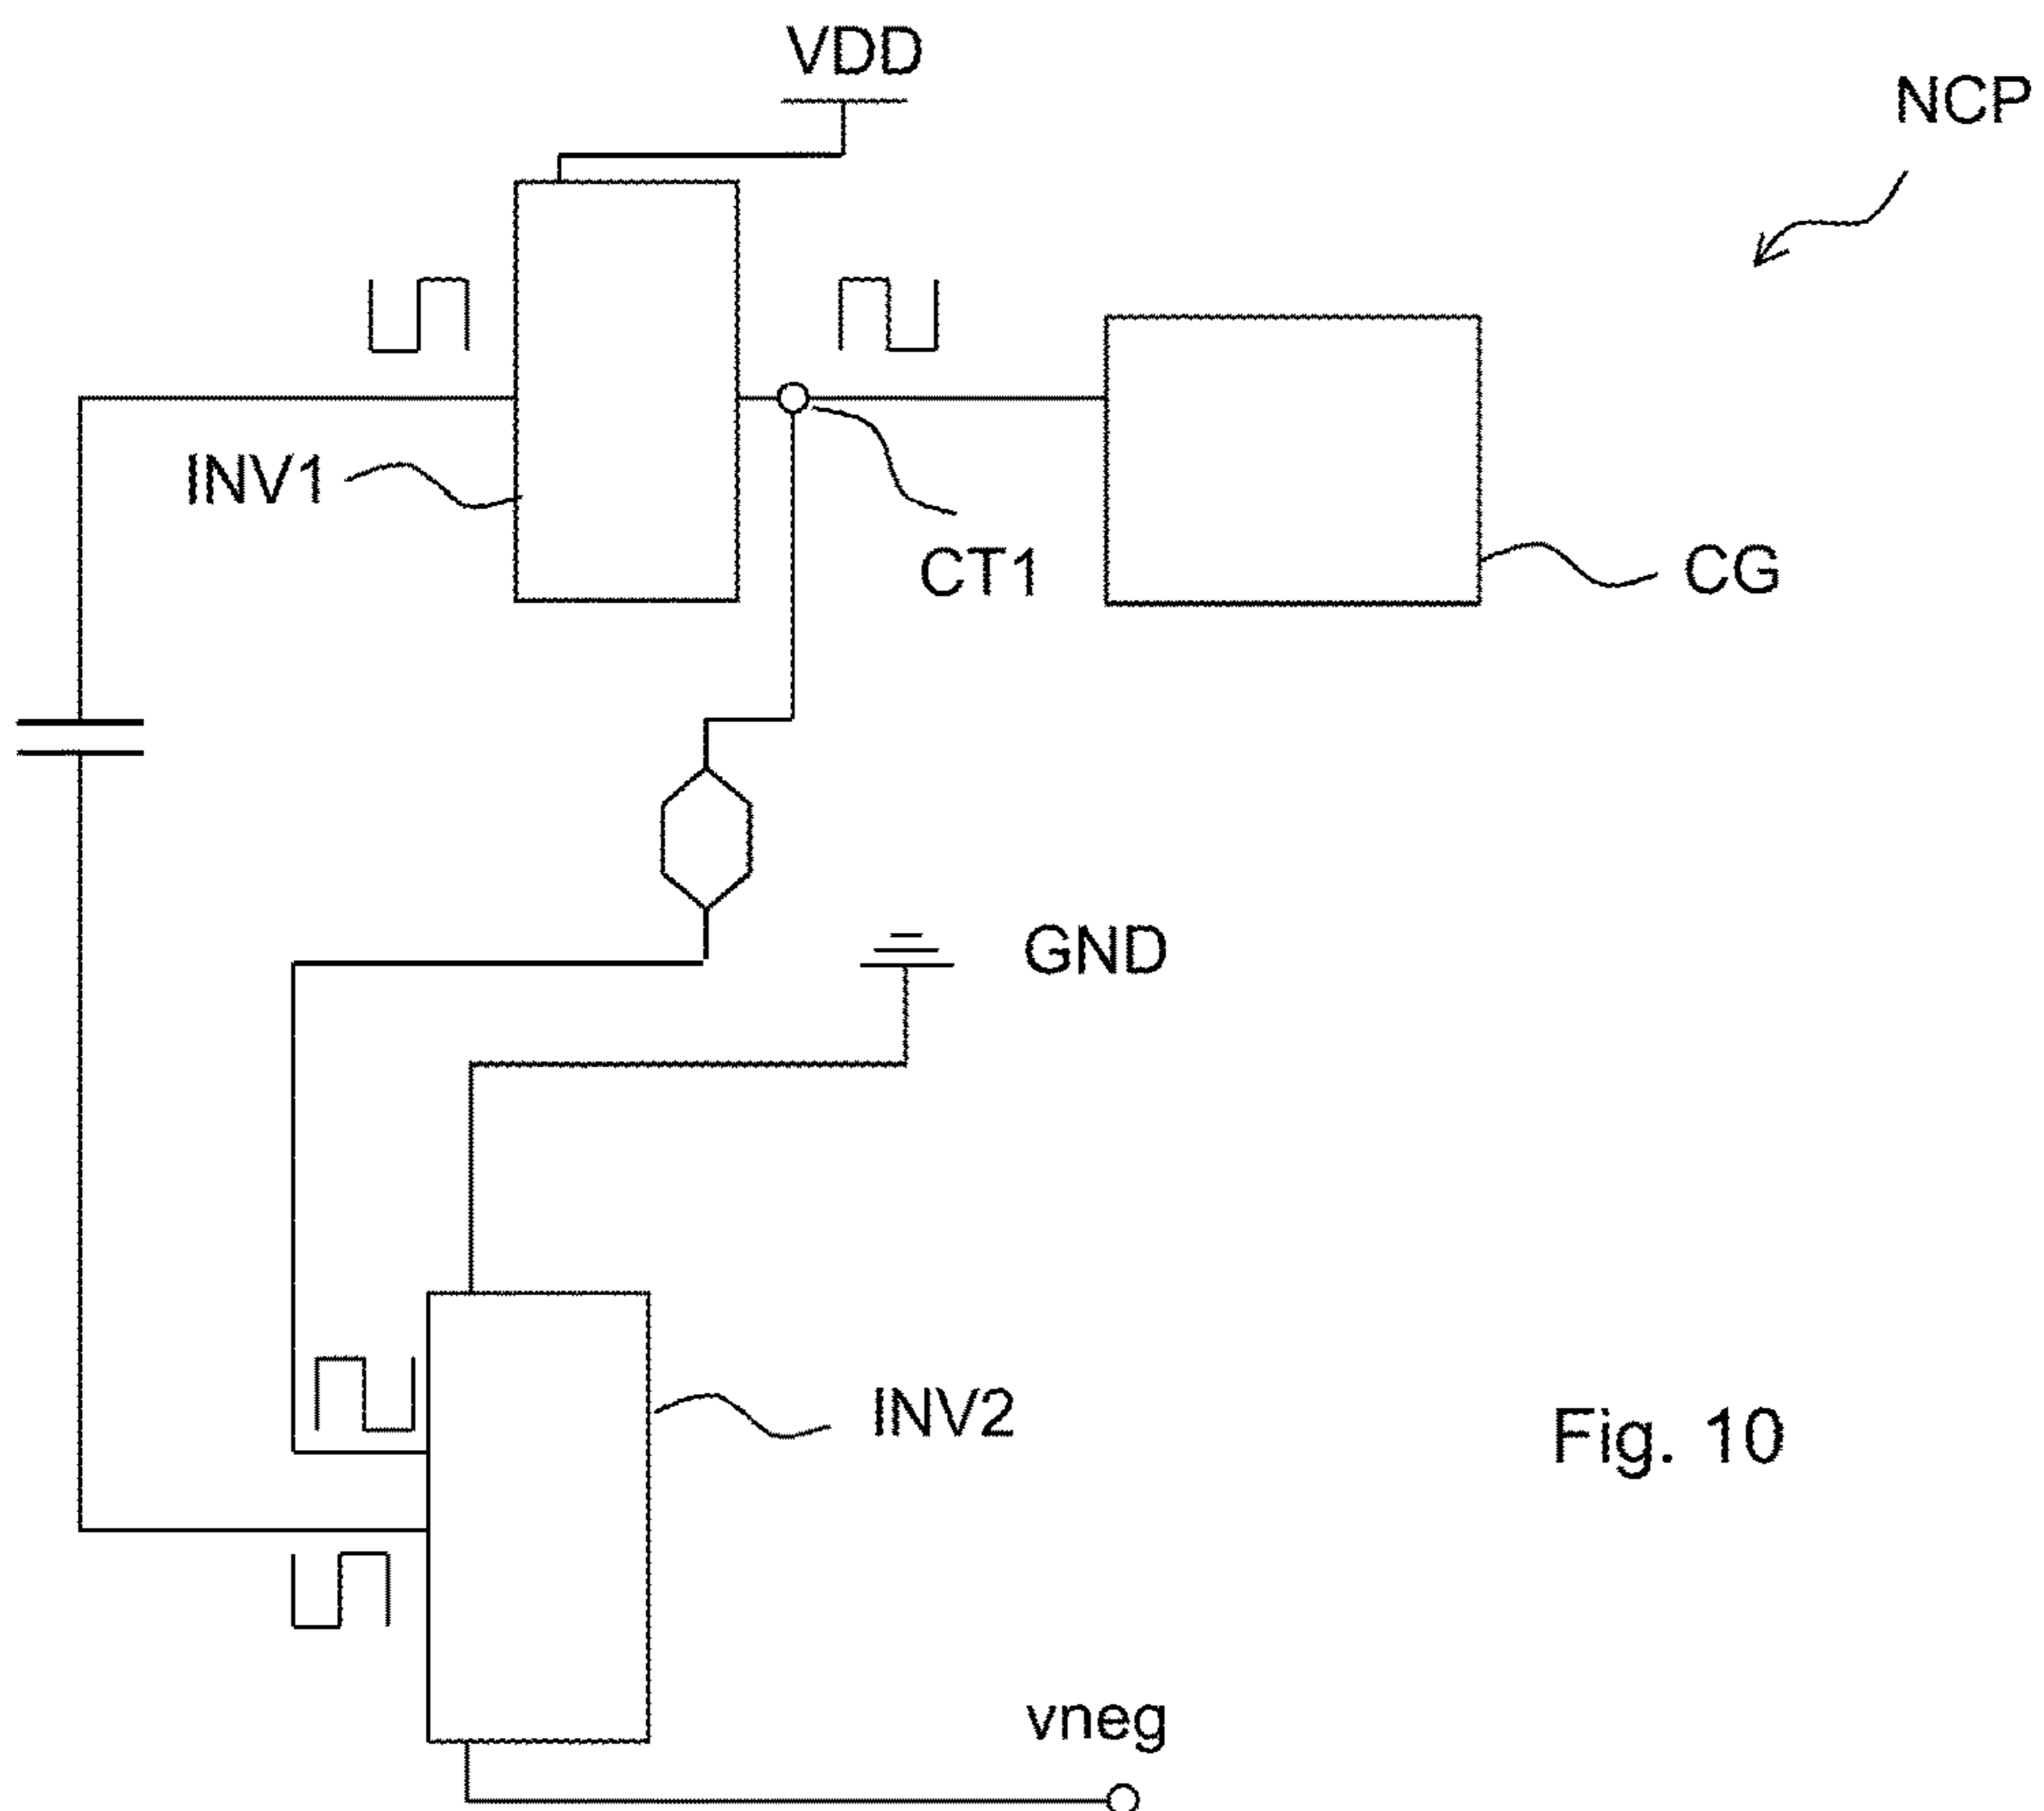 VDD
NCP
INV1
CT1
CG
GND
INV2
Fig. 10
vneg